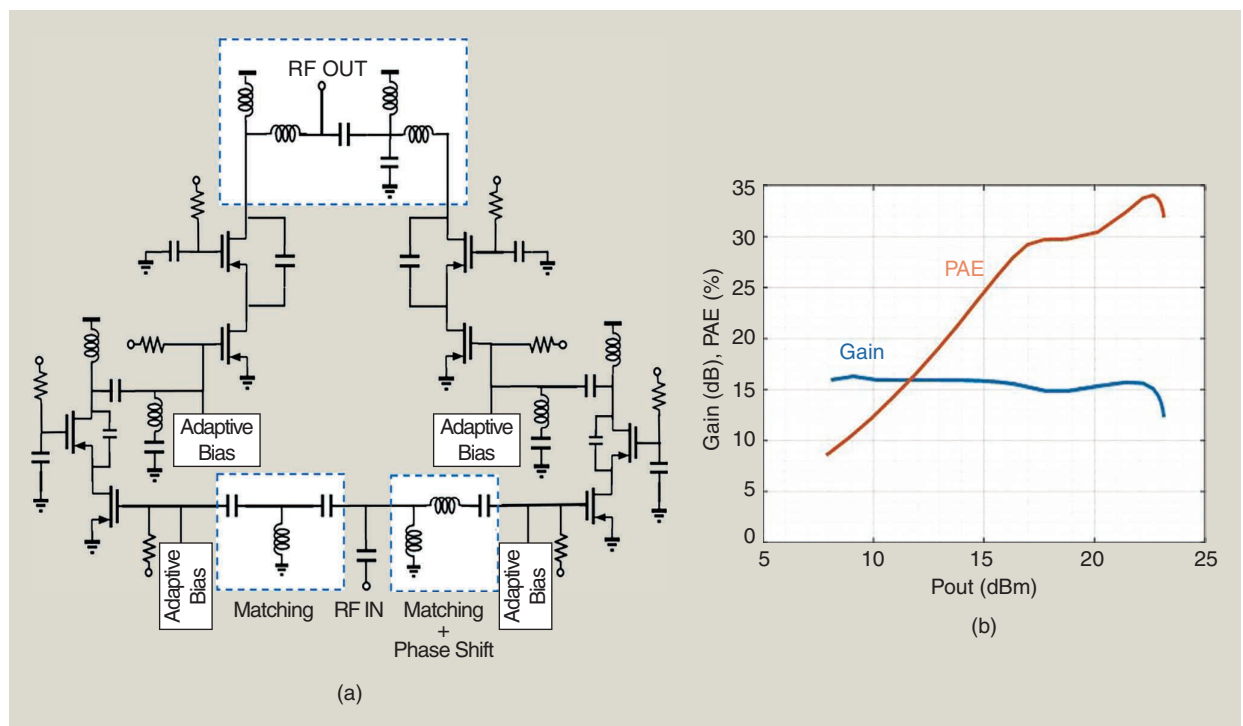 RF OUT
Adaptive
Bias
Adaptive
Bias
Adaptive
Bias
Adaptive
Bias
Matching
RF IN
Matching
+
Phase Shift
(a)
35
30
25
20
15
10
5
0
Gain (dB), PAE (%)
PAE
Gain
5
10
15
20
25
Pout (dBm)
(b)